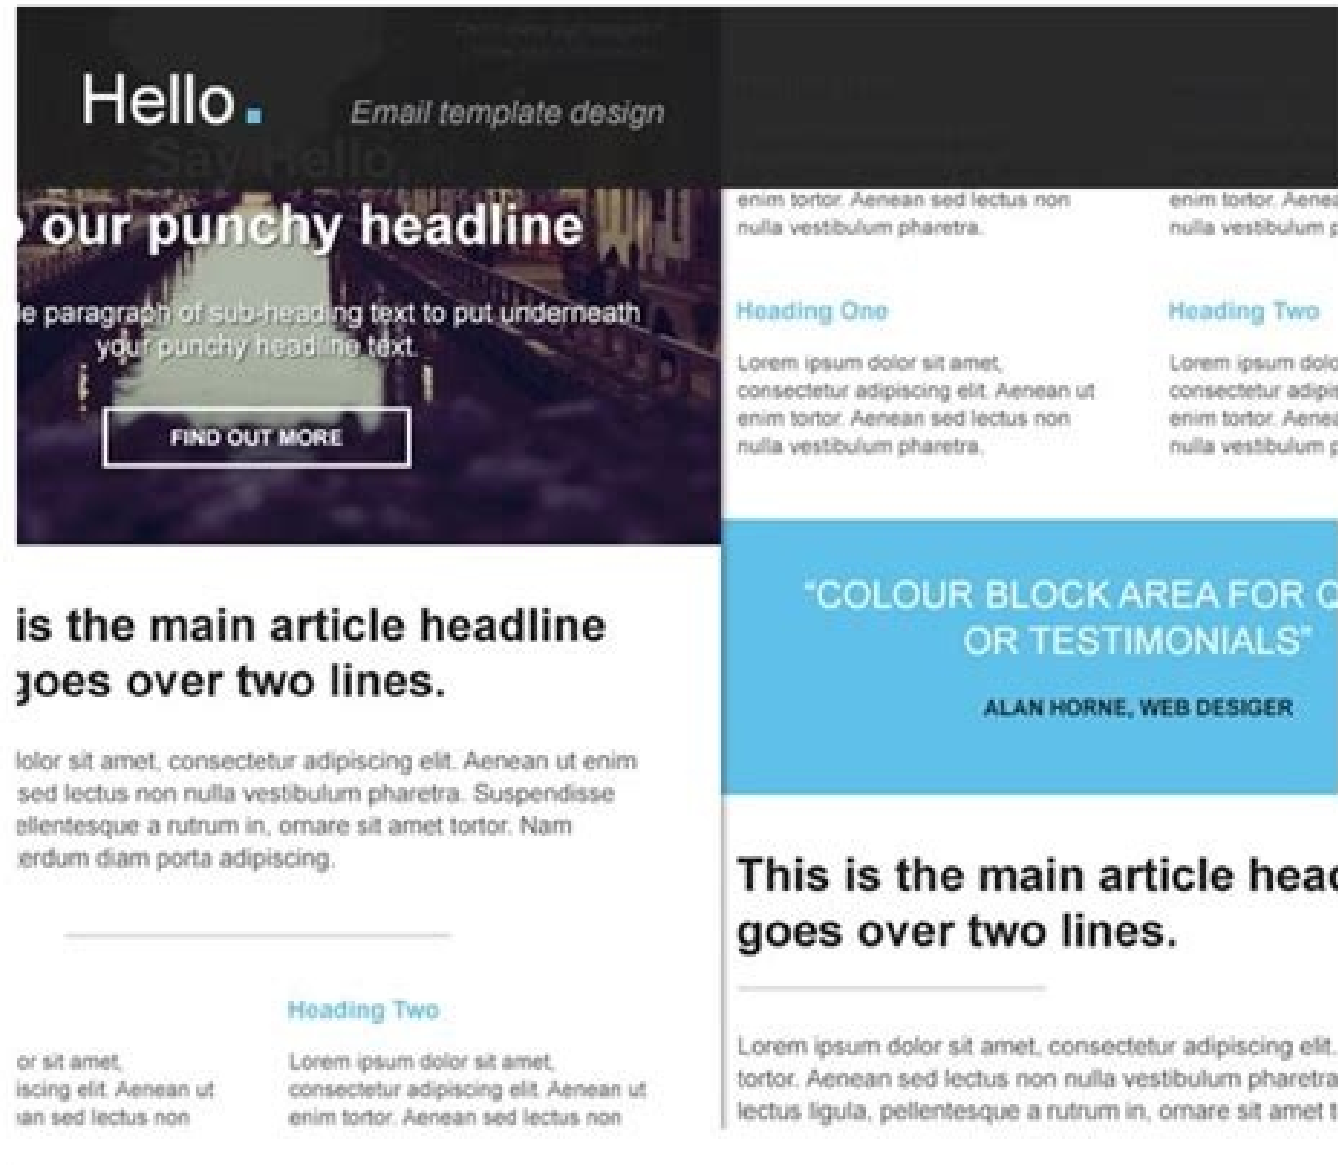 Hello.
Email template design
Say Hello.
our punchy headline
le paragraph of sub-heading text to put underneath
your punchy headline text.
FIND OUT MORE
is the main article headline
goes over two lines.
lolor sit amet, consectetur adipiscing elit. Aenean ut enim
sed lectus non nulla vestibulum pharetra. Suspendisse
ellentesque a rutrum in, ornare sit amet tortor. Nam
erdum diam porta adipiscing.
Heading Two
or sit amet,
iscing elit. Aenean ut
an sed lectus non
Lorem ipsum dolor sit amet,
consectetur adipiscing elit. Aenean ut
enim tortor. Aenean sed lectus non
enim tortor. Aenean sed lectus non
nulla vestibulum pharetra.
enim tortor. Aenea
nulla vestibulum p
Heading One
Lorem ipsum dolor sit amet,
consectetur adipiscing elit. Aenean ut
enim tortor. Aenean sed lectus non
nulla vestibulum pharetra.
Heading Two
Lorem ipsum dolo
consectetur adipis
enim tortor. Aenea
nulla vestibulum p
“COLOUR BLOCK AREA FOR Q
OR TESTIMONIALS”
ALAN HORNE, WEB DESIGER
This is the main article head
goes over two lines.
Lorem ipsum dolor sit amet, consectetur adipiscing elit.
tortor. Aenean sed lectus non nulla vestibulum pharetra
lectus ligula, pellentesque a rutrum in, ornare sit amet t